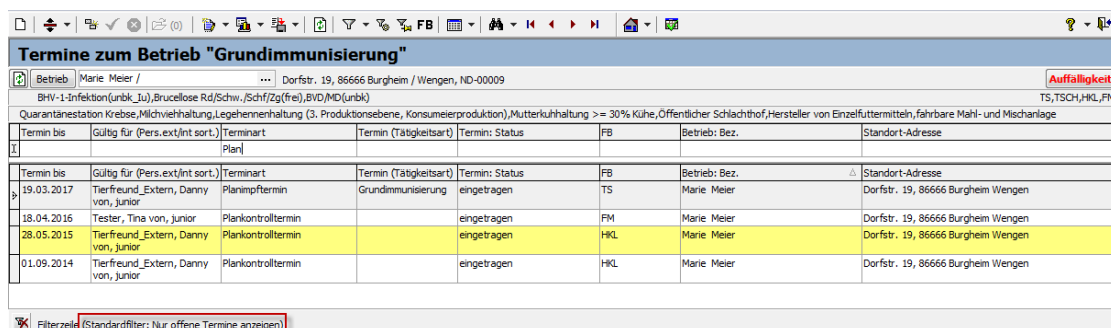 (0) FB
Termine zum Betrieb "Grundimmunisierung"
Betrieb Marie Meier / ... Dorfstr. 19, 86666 Burgheim / Wengen, ND-00009 Auffälligkeit
BHV-1-Infektion(unbk_Iu),Brucellose Rd/Schw./Schf/Zg(frei),BVD/MD(unbk) TS,TSCH,HKL,FM
Quarantänestation Krebse,Milchviehhaltung,Legehennenhaltung (3. Produktionsebene, Konsumeierproduktion),Mutterkuhhaltung >= 30% Kühe,Öffentlicher Schlachthof,Hersteller von Einzelfuttermitteln,fahrbare Mahl- und Mischanlage
Termin bis Gültig für (Pers.ext/int sort.) Terminart Termin (Tätigkeitsart) Termin: Status FB Betrieb: Bez. Standort-Adresse
Plan
Termin bis Gültig für (Pers.ext/int sort.) Terminart Termin (Tätigkeitsart) Termin: Status FB Betrieb: Bez. Standort-Adresse
19.03.2017 Tierfreund_Extern, Danny von, junior Planimpftermin Grundimmunisierung eingetragen TS Marie Meier Dorfstr. 19, 86666 Burgheim Wengen
18.04.2016 Tester, Tina von, junior Plankontrolltermin eingetragen FM Marie Meier Dorfstr. 19, 86666 Burgheim Wengen
28.05.2015 Tierfreund_Extern, Danny von, junior Plankontrolltermin eingetragen HKL Marie Meier Dorfstr. 19, 86666 Burgheim Wengen
01.09.2014 Tierfreund_Extern, Danny von, junior Plankontrolltermin eingetragen HKL Marie Meier Dorfstr. 19, 86666 Burgheim Wengen
Filterzeile (Standardfilter: Nur offene Termine anzeigen)